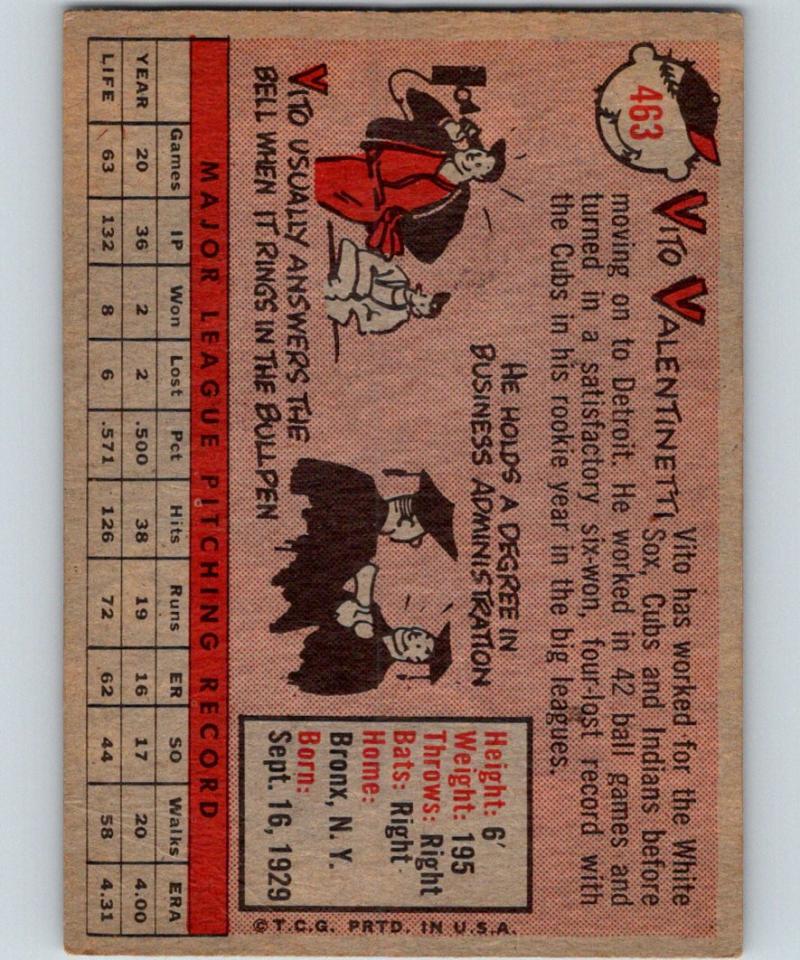 463
VITO VALENTINETTI
Vito has worked for the White
Sox, Cubs and Indians before
moving on to Detroit. He worked in 42 ball games and
turned in a satisfactory six-won, four-lost record with
the Cubs in his rookie year in the big leagues.
HE HOLDS A DEGREE IN
BUSINESS ADMINISTRATION
VITO USUALLY ANSWERS THE
BELL WHEN IT RINGS IN THE BULLPEN
Height: 6'
Weight: 195
Throws: Right
Bats: Right
Home:
Bronx, N. Y.
Born:
Sept. 16, 1929
©T.C.G. PRTD. IN U.S.A.
MAJOR LEAGUE PITCHING RECORD
Games IP Won Lost Pct Hits Runs ER SO Walks ERA
YEAR 20 36 2 2 .500 38 19 16 17 20 4.00
LIFE 63 132 8 6 .571 126 72 62 44 58 4.31